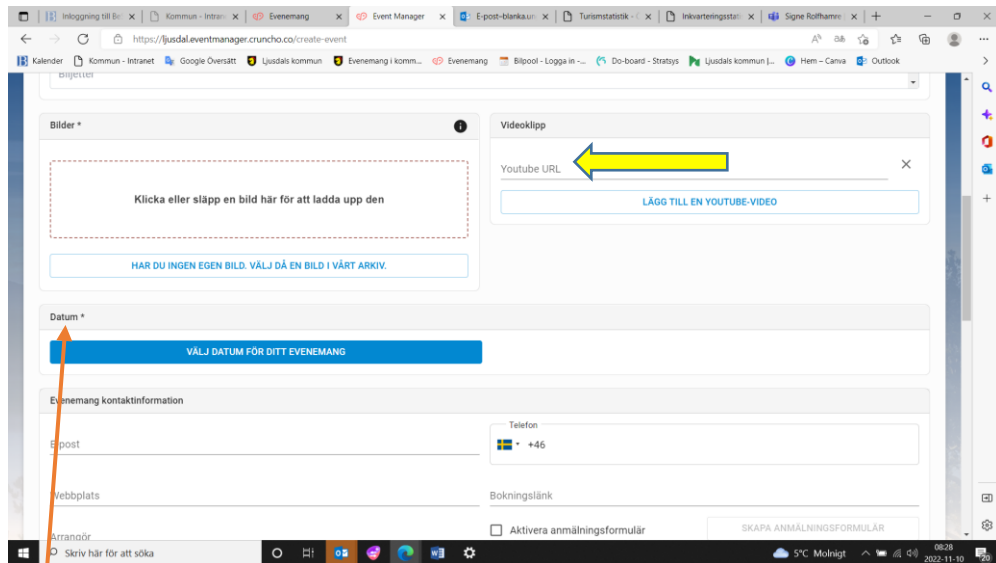 Inloggning till Be
Kommun - Intran
Evenemang
Event Manager
E-post–blanka.un
Turismstatistik - C
Inkvarteringsstati
Signe Rolfhamre
https://ljusdal.eventmanager.cruncho.co/create-event
Kalender
Kommun - Intranet
Google Översätt
Ljusdals kommun
Evenemang i komm...
Evenemang
Bilpool - Logga in -...
Do-board - Stratsys
Ljusdals kommun |...
Hem – Canva
Outlook
Biljetter
Bilder *
Videoklipp
Youtube URL
Klicka eller släpp en bild här för att ladda upp den
LÄGG TILL EN YOUTUBE-VIDEO
HAR DU INGEN EGEN BILD. VÄLJ DÅ EN BILD I VÅRT ARKIV.
Datum *
VÄLJ DATUM FÖR DITT EVENEMANG
Evenemang kontaktinformation
Telefon
E-post
+46
Webbplats
Bokningslänk
Aktivera anmälningsformulär
SKAPA ANMÄLNINGSFORMULÄR
Arrangör
Skriv här för att söka
5°C Molnigt
08:28
2022-11-10
20